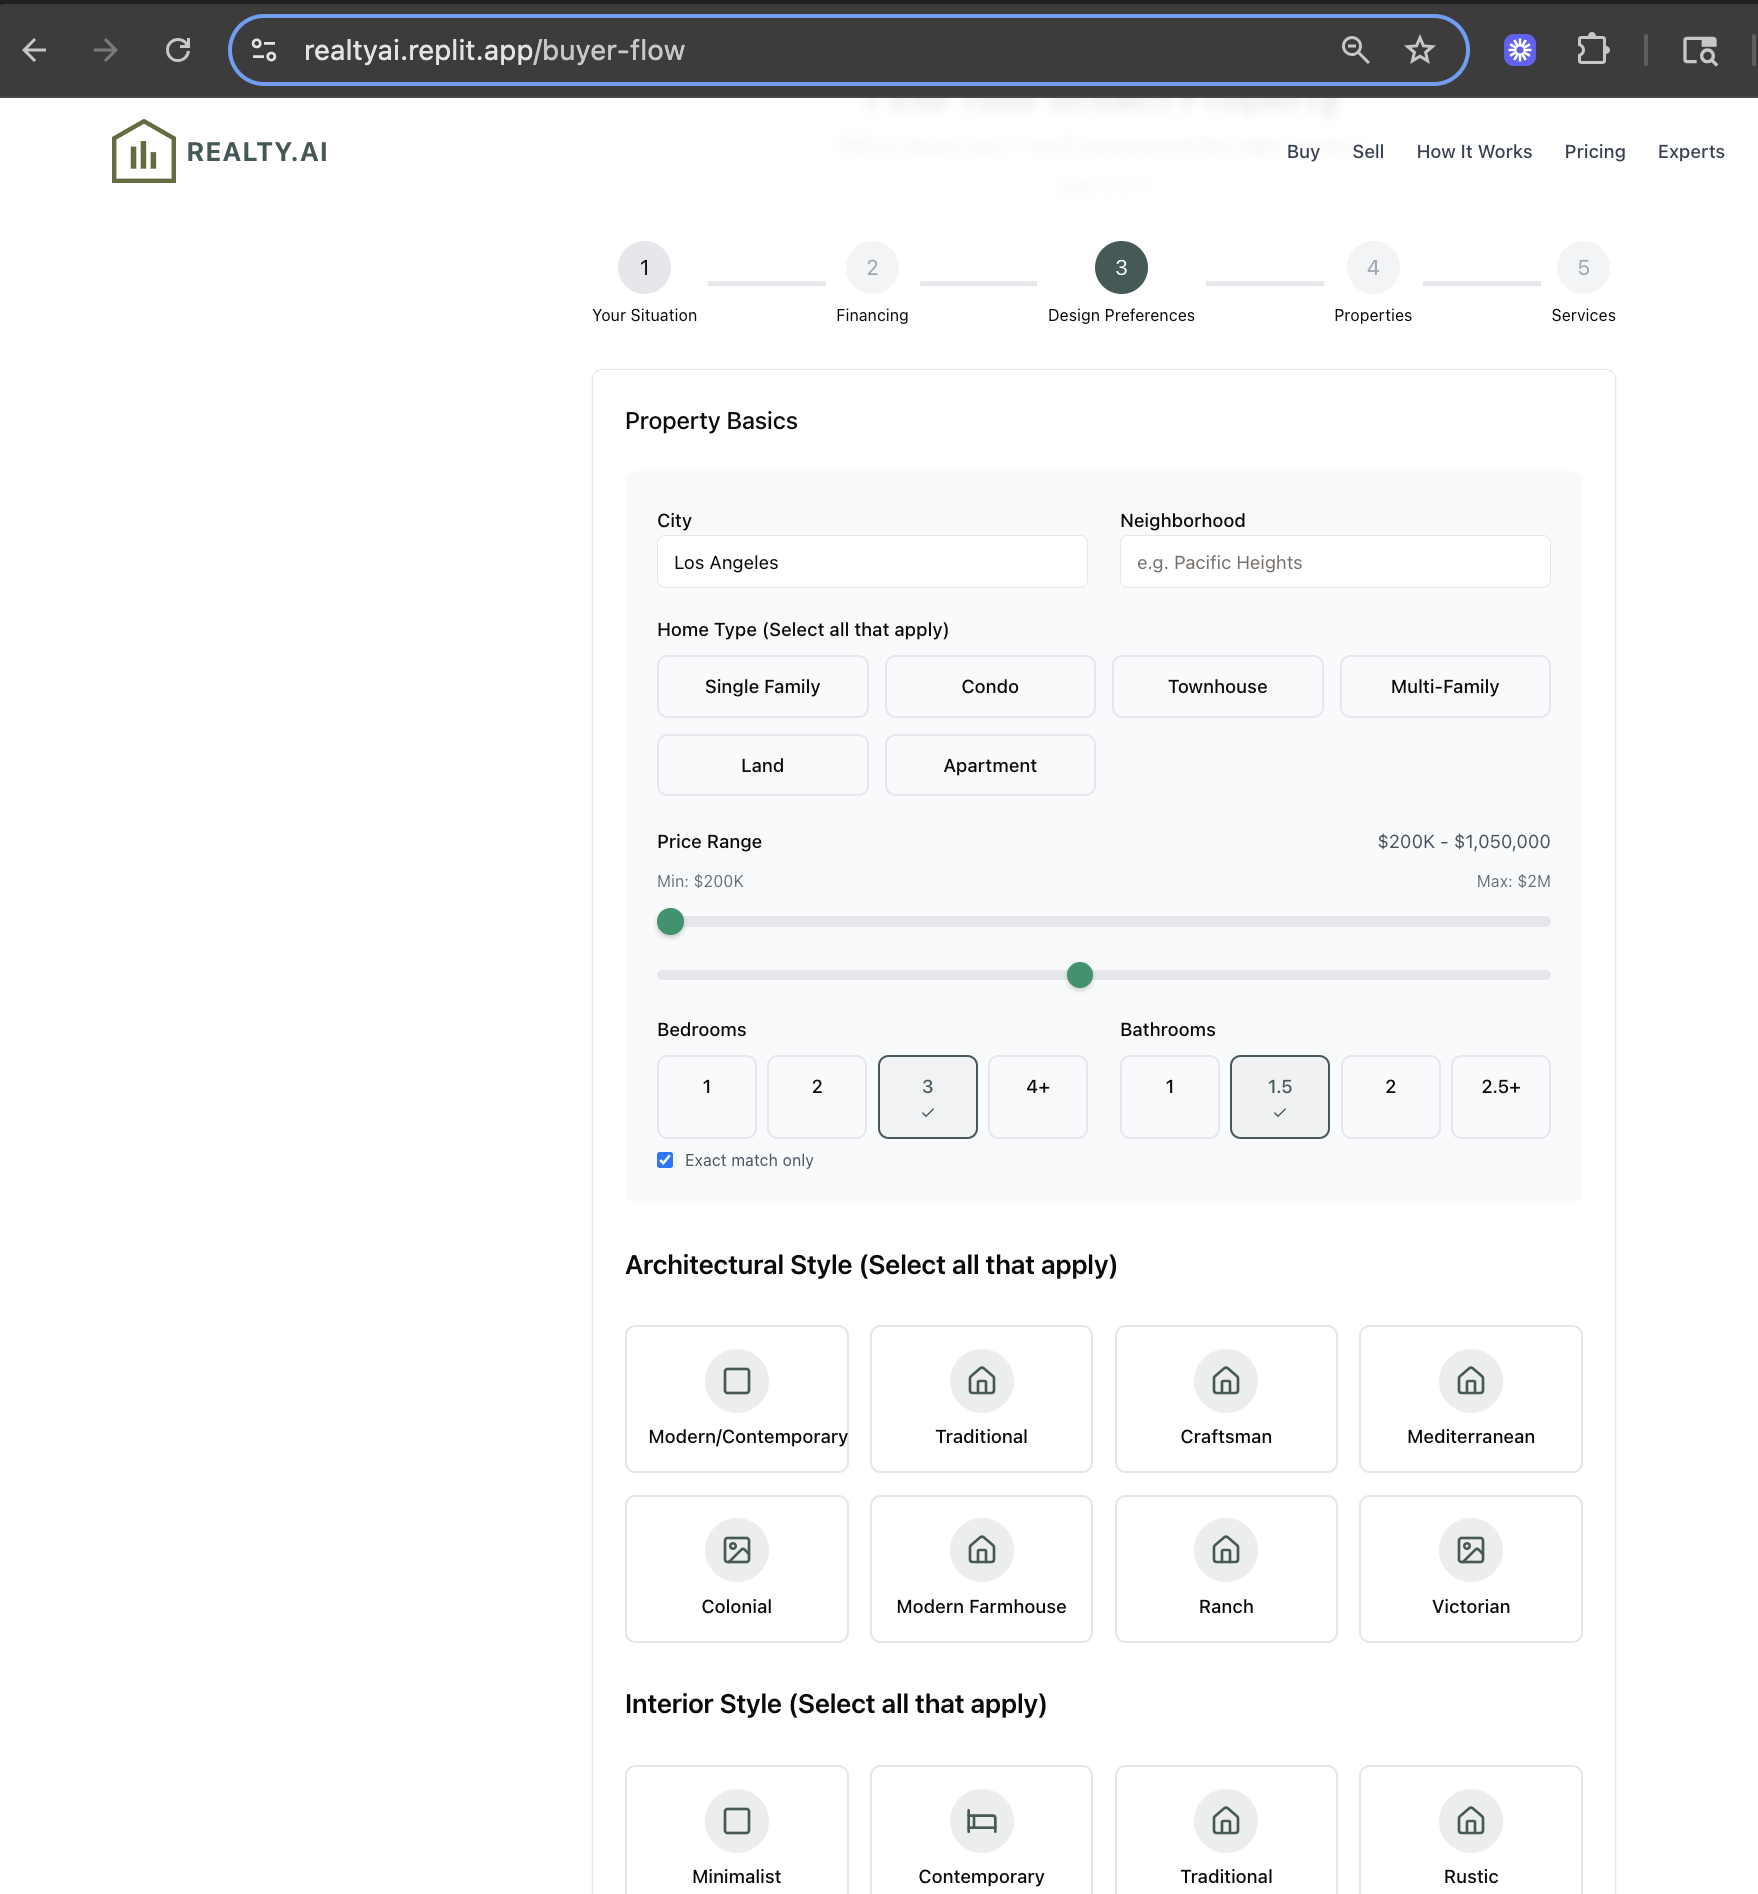 realtyai.replit.app/buyer-flow
REALTY.AI
Buy Sell How It Works Pricing Experts
1 2 3 4 5
Your Situation Financing Design Preferences Properties Services
Property Basics
City Neighborhood
Los Angeles e.g. Pacific Heights
Home Type (Select all that apply)
Single Family Condo Townhouse Multi-Family
Land Apartment
Price Range $200K - $1,050,000
Min: $200K Max: $2M
Bedrooms Bathrooms
1 2 3 4+ 1 1.5 2 2.5+
Exact match only
Architectural Style (Select all that apply)
Modern/Contemporary Traditional Craftsman Mediterranean
Colonial Modern Farmhouse Ranch Victorian
Interior Style (Select all that apply)
Minimalist Contemporary Traditional Rustic